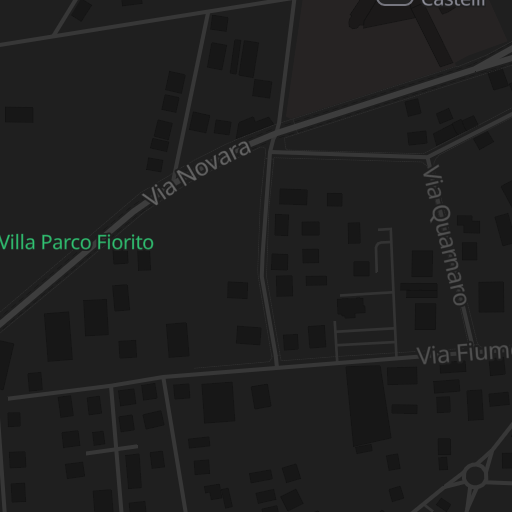 Castelli
Via Novara
Via Quarnaro
Villa Parco Fiorito
Via Fiume